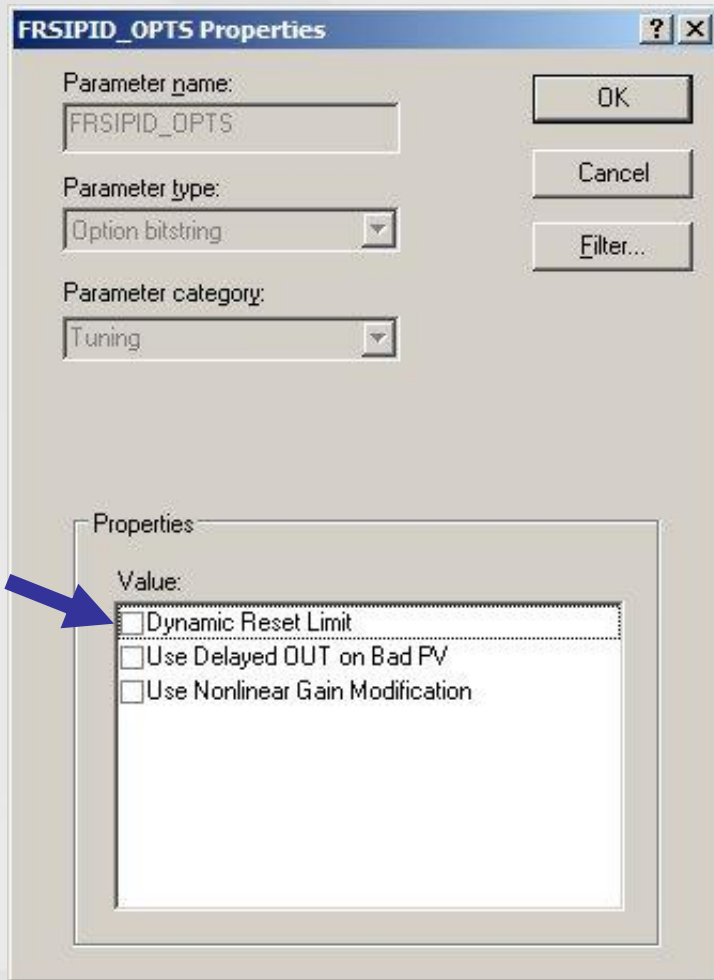 FRSIPID_OPTS Properties
Parameter name:
FRSIPID_OPTS
OK
Parameter type:
Option bitstring
Cancel
Filter...
Parameter category:
Tuning
Properties
Value:
Dynamic Reset Limit
Use Delayed OUT on Bad PV
Use Nonlinear Gain Modification